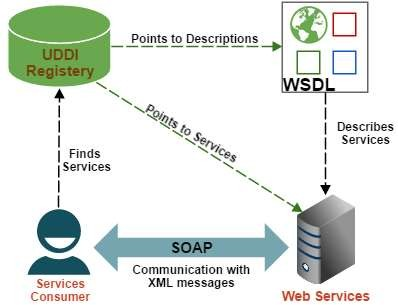 UDDI
Registery
Points to Descriptions
WSDL
Points to Services
Finds
Services
Describes
Services
SOAP
Communication with
XML messages
Services
Consumer
Web Services